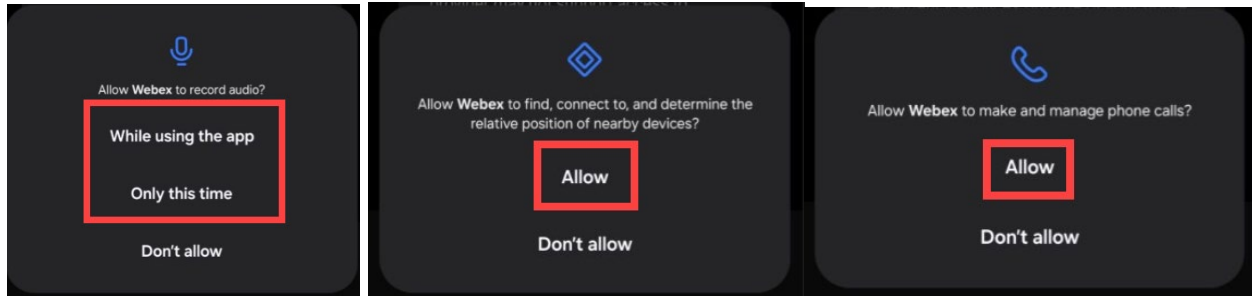 Allow Webex to record audio?
While using the app
Only this time
Don't allow
Allow Webex to find, connect to, and determine the
relative position of nearby devices?
Allow
Don't allow
Allow Webex to make and manage phone calls?
Allow
Don't allow